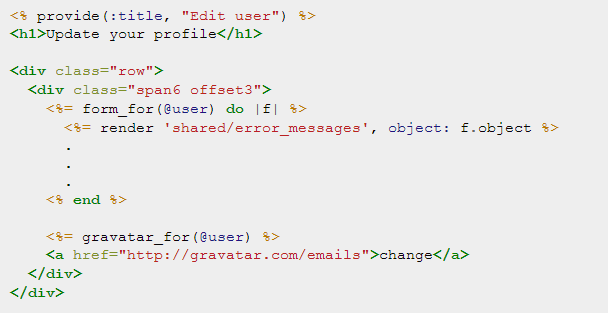 <% provide(:title, "Edit user") %>
<h1>Update your profile</h1>

<div class="row">
  <div class="span6 offset3">
    <%= form_for(@user) do |f| %>
      <%= render 'shared/error_messages', object: f.object %>
      .
      .
      .
    <% end %>

    <%= gravatar_for(@user) %>
    <a href="http://gravatar.com/emails">change</a>
  </div>
</div>